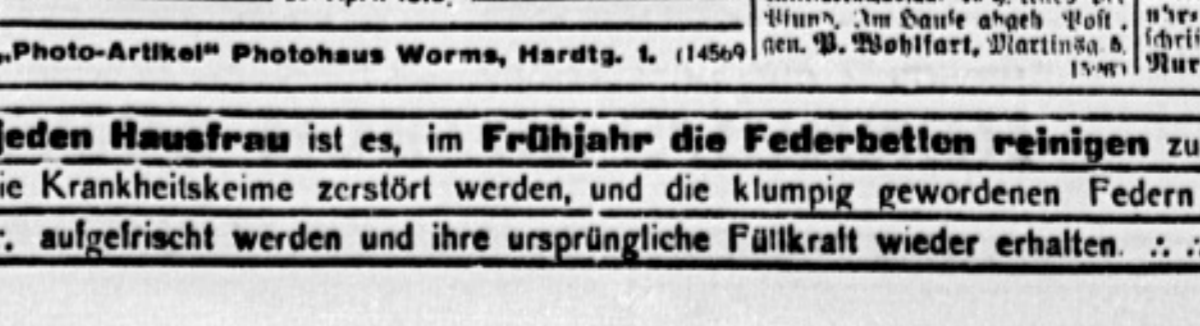 „Photo-Artikel“ Photohaus Worms, Hardtg. 1. (14569
Pfund. Im Hause abgeh Post
gen. P. Wohlfart, Martinsg 5.
jeden Hausfrau ist es, im Frühjahr die Federbetten reinigen zu
ie Krankheitskeime zerstört werden, und die klumpig gewordenen Federn
r. aufgefrischt werden und ihre ursprüngliche Füllkraft wieder erhalten. ∴